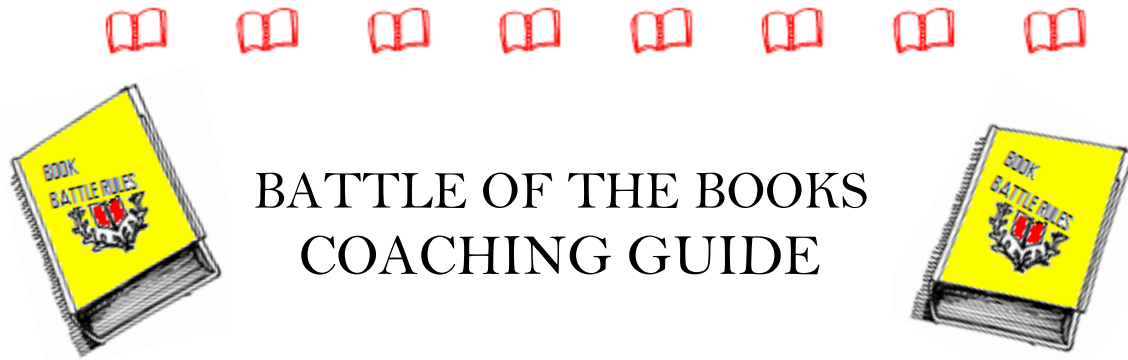 BATTLE OF THE BOOKS
COACHING GUIDE
BOOK
BATTLE RULES
BOOK
BATTLE RULES